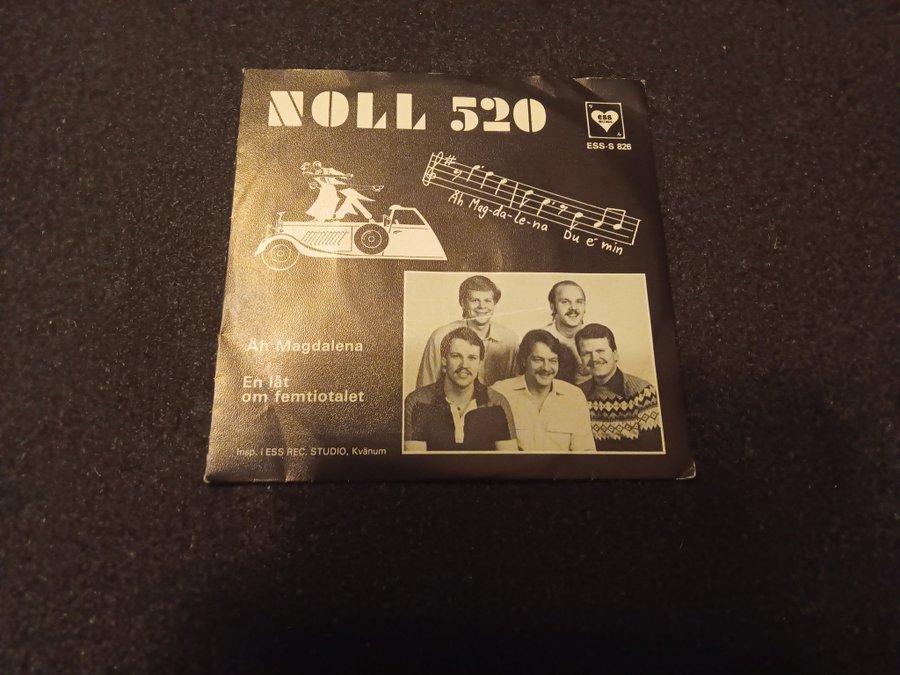 NOLL 520
ess
ESS-S 826
Åh Mag-da-le-na Du é min
Åh Magdalena
En låt
om femtiotalet
Insp. i ESS REC. STUDIO, Kvänum